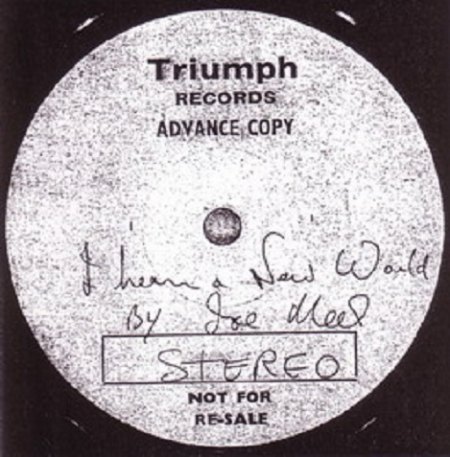 Triumph
RECORDS
ADVANCE COPY
I hear a New World
By Joe Meek
STEREO
NOT FOR
RE-SALE